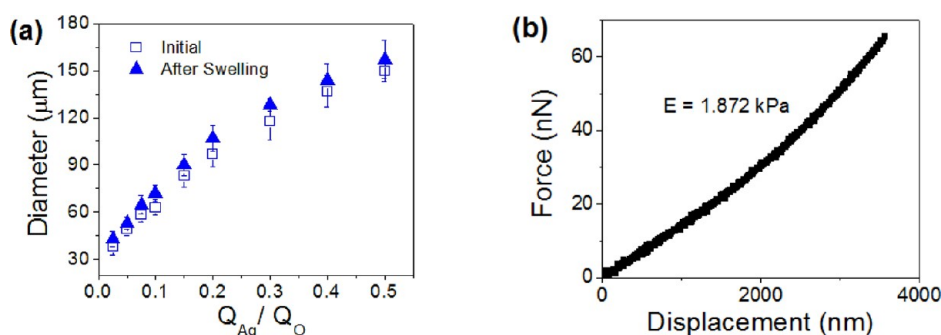 (a)
180
150
120
90
60
30
Diameter (μm)
Initial
After Swelling
0.0 0.1 0.2 0.3 0.4 0.5
Q_Aq / Q_O
(b)
60
40
20
0
Force (nN)
E = 1.872 kPa
0 2000 4000
Displacement (nm)